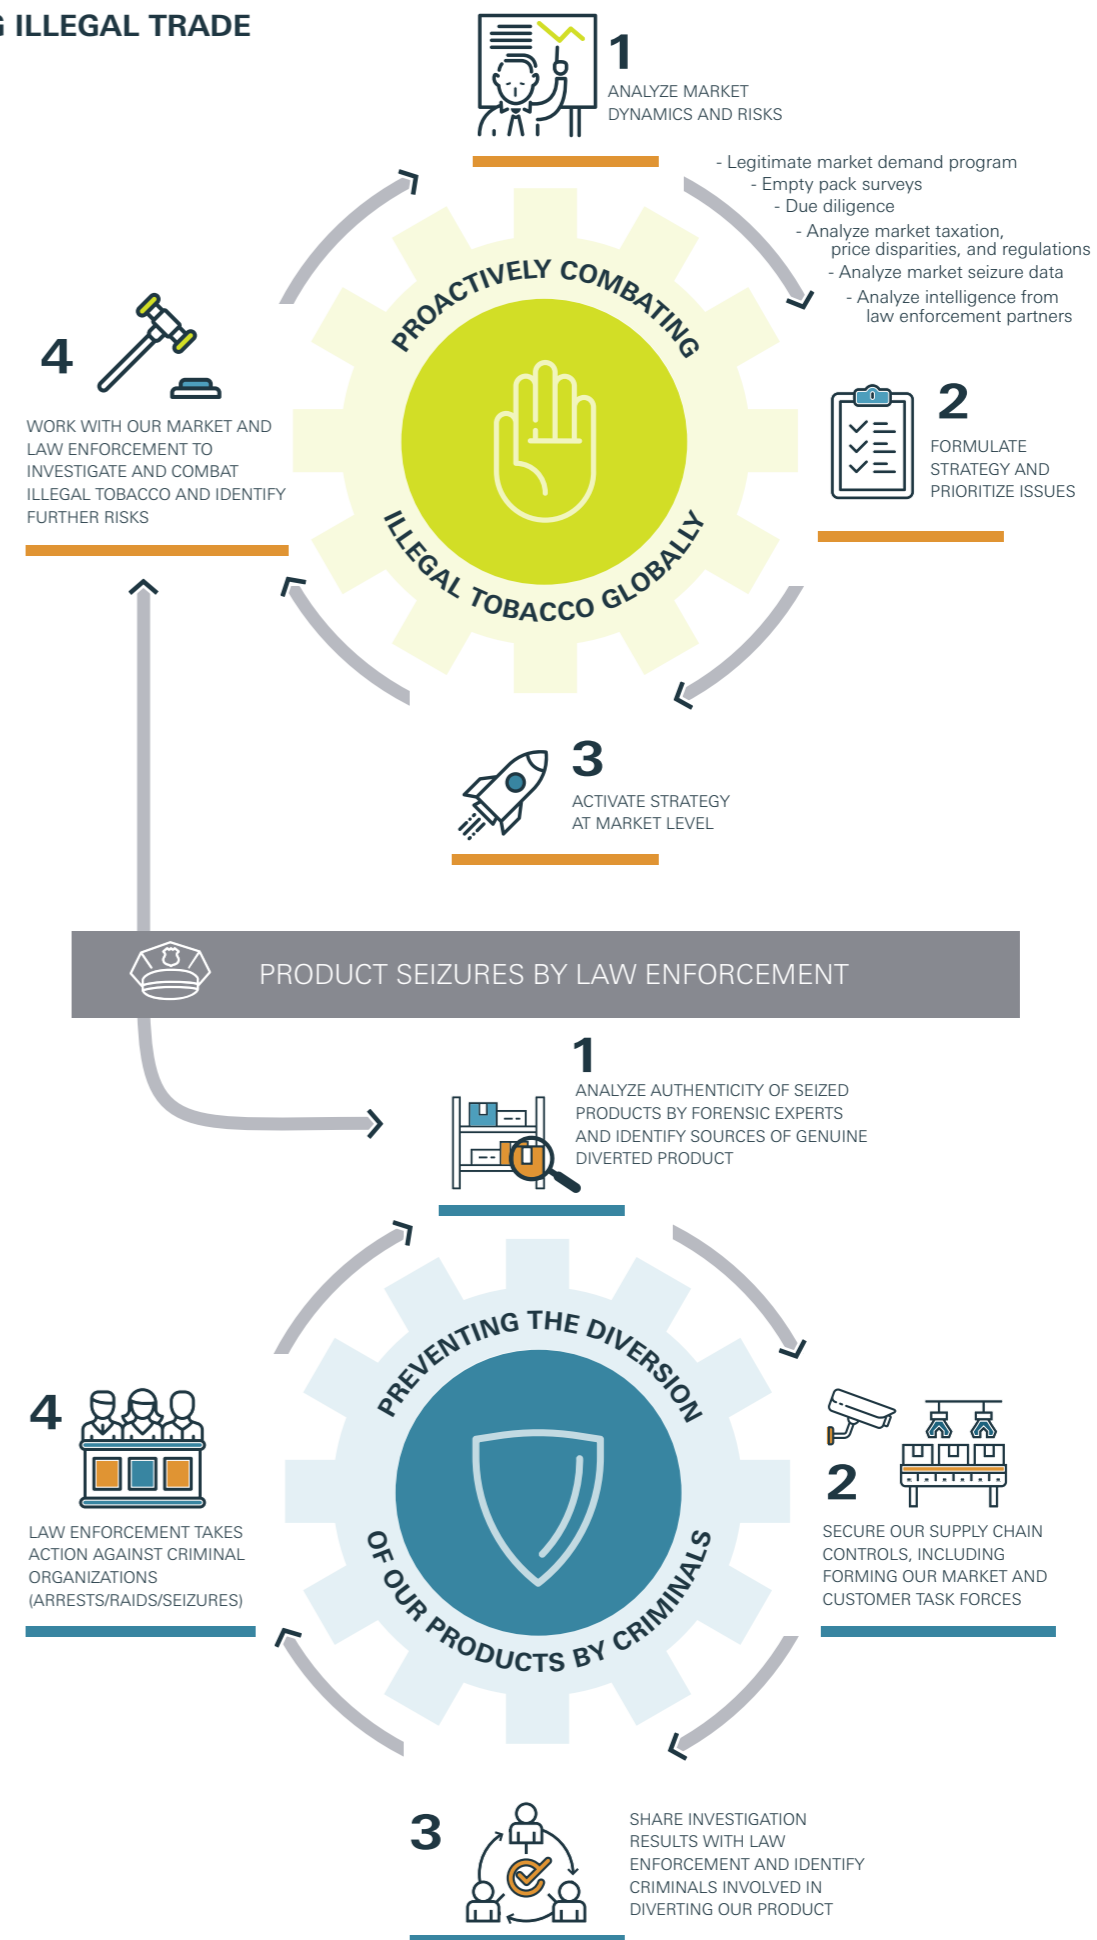 ILLEGAL TRADE
1
ANALYZE MARKET
DYNAMICS AND RISKS
- Legitimate market demand program
- Empty pack surveys
- Due diligence
- Analyze market taxation,
price disparities, and regulations
- Analyze market seizure data
- Analyze intelligence from
law enforcement partners
PROACTIVELY COMBATING
ILLEGAL TOBACCO GLOBALLY
2
FORMULATE
STRATEGY AND
PRIORITIZE ISSUES
3
ACTIVATE STRATEGY
AT MARKET LEVEL
4
WORK WITH OUR MARKET AND
LAW ENFORCEMENT TO
INVESTIGATE AND COMBAT
ILLEGAL TOBACCO AND IDENTIFY
FURTHER RISKS
PRODUCT SEIZURES BY LAW ENFORCEMENT
1
ANALYZE AUTHENTICITY OF SEIZED
PRODUCTS BY FORENSIC EXPERTS
AND IDENTIFY SOURCES OF GENUINE
DIVERTED PRODUCT
PREVENTING THE DIVERSION
OF OUR PRODUCTS BY CRIMINALS
2
SECURE OUR SUPPLY CHAIN
CONTROLS, INCLUDING
FORMING OUR MARKET AND
CUSTOMER TASK FORCES
3
SHARE INVESTIGATION
RESULTS WITH LAW
ENFORCEMENT AND IDENTIFY
CRIMINALS INVOLVED IN
DIVERTING OUR PRODUCT
4
LAW ENFORCEMENT TAKES
ACTION AGAINST CRIMINAL
ORGANIZATIONS
(ARRESTS/RAIDS/SEIZURES)